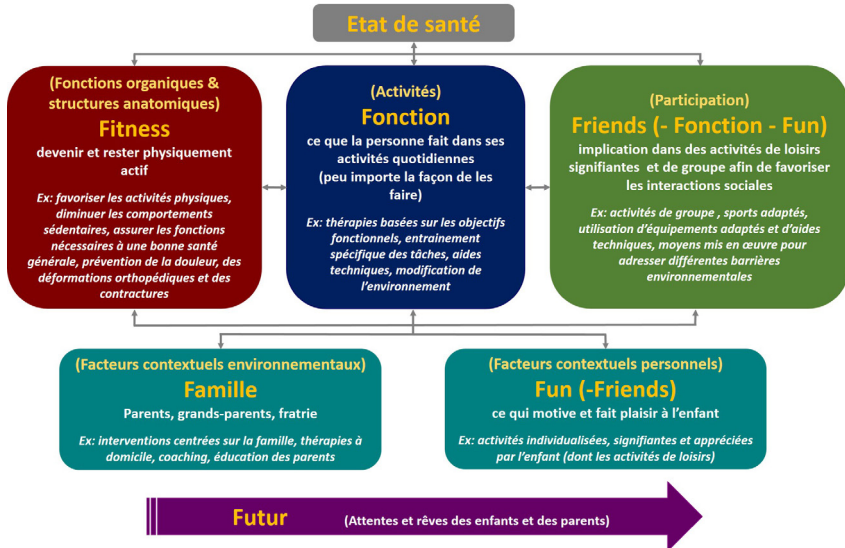 Etat de santé
(Fonctions organiques &
structures anatomiques)
Fitness
devenir et rester physiquement
actif
Ex: favoriser les activités physiques,
diminuer les comportements
sédentaires, assurer les fonctions
nécessaires à une bonne santé
générale, prévention de la douleur, des
déformations orthopédiques et des
contractures
(Activités)
Fonction
ce que la personne fait dans ses
activités quotidiennes
(peu importe la façon de les
faire)
Ex: thérapies basées sur les objectifs
fonctionnels, entrainement
spécifique des tâches, aides
techniques, modification de
l'environnement
(Participation)
Friends (- Fonction - Fun)
implication dans des activités de loisirs
signifiantes et de groupe afin de favoriser
les interactions sociales
Ex: activités de groupe , sports adaptés,
utilisation d'équipements adaptés et d'aides
techniques, moyens mis en œuvre pour
adresser différentes barrières
environnementales
(Facteurs contextuels environnementaux)
Famille
Parents, grands-parents, fratrie
Ex: interventions centrées sur la famille, thérapies à
domicile, coaching, éducation des parents
(Facteurs contextuels personnels)
Fun (-Friends)
ce qui motive et fait plaisir à l'enfant
Ex: activités individualisées, signifiantes et appréciées
par l'enfant (dont les activités de loisirs)
Futur (Attentes et rêves des enfants et des parents)